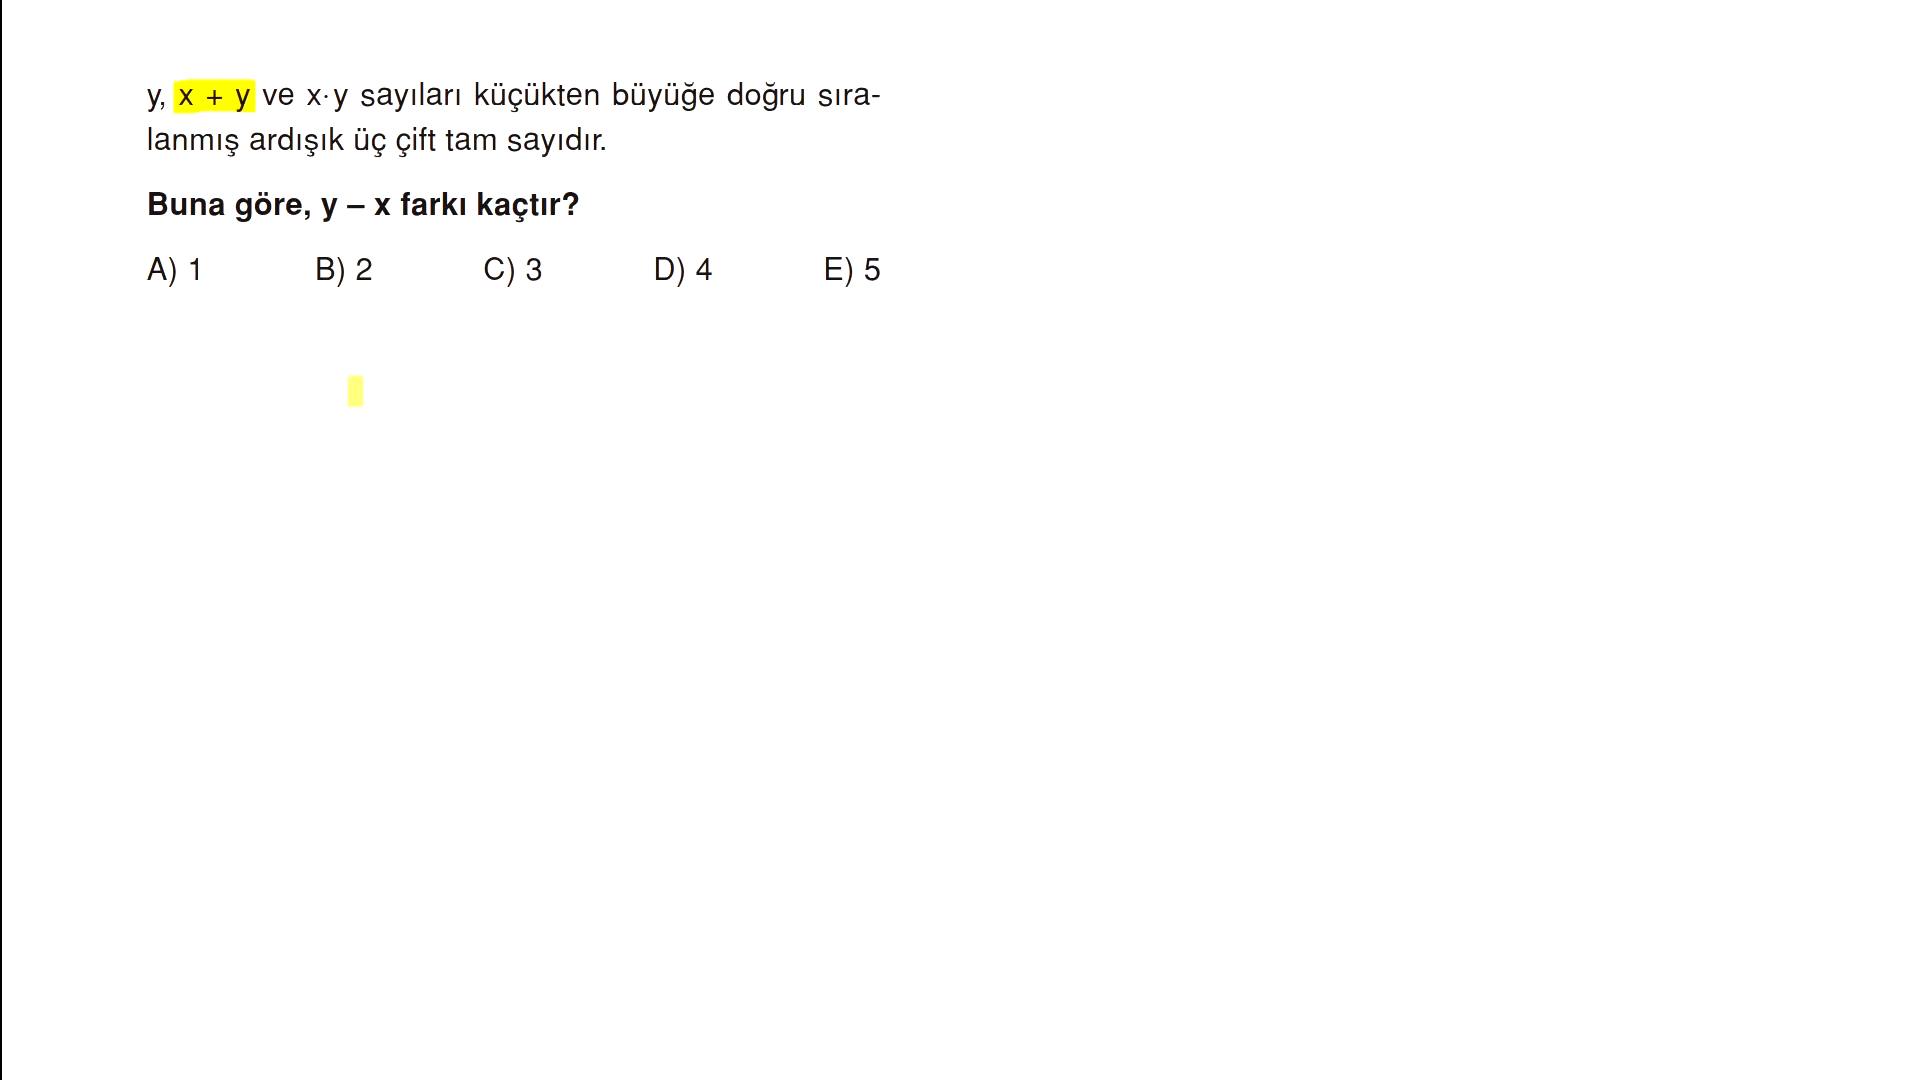 y, x + y ve x·y sayıları küçükten büyüğe doğru sıra-
lanmış ardışık üç çift tam sayıdır.
Buna göre, y – x farkı kaçtır?
A) 1 B) 2 C) 3 D) 4 E) 5